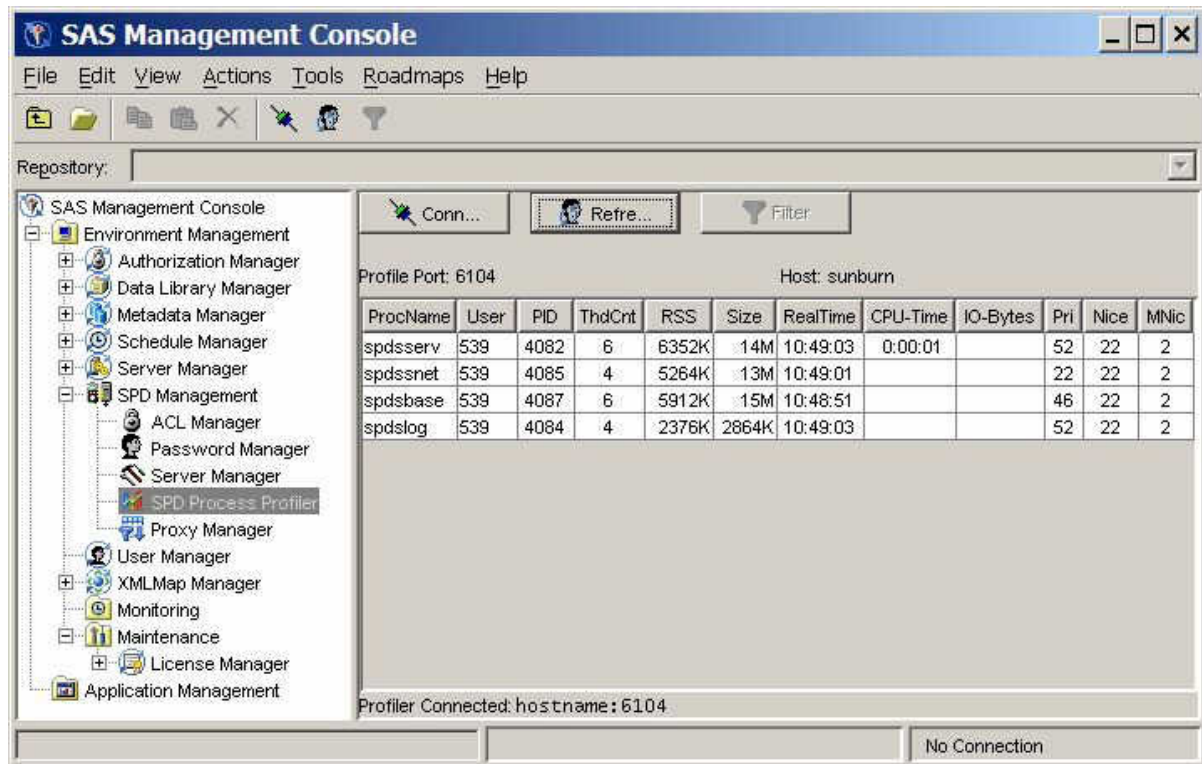 SAS Management Console
File Edit View Actions Tools Roadmaps Help
Repository:
SAS Management Console
Environment Management
Authorization Manager
Data Library Manager
Metadata Manager
Schedule Manager
Server Manager
SPD Management
ACL Manager
Password Manager
Server Manager
SPD Process Profiler
Proxy Manager
User Manager
XMLMap Manager
Monitoring
Maintenance
License Manager
Application Management
Conn... Refre... Filter
Profile Port: 6104 Host: sunburn
ProcName User PID ThdCnt RSS Size RealTime CPU-Time IO-Bytes Pri Nice MNic
spdsserv 539 4082 6 6352K 14M 10:49:03 0:00:01 52 22 2
spdssnet 539 4085 4 5264K 13M 10:49:01 22 22 2
spdsbase 539 4087 6 5912K 15M 10:48:51 46 22 2
spdslog 539 4084 4 2376K 2864K 10:49:03 52 22 2
Profiler Connected: hostname:6104
No Connection